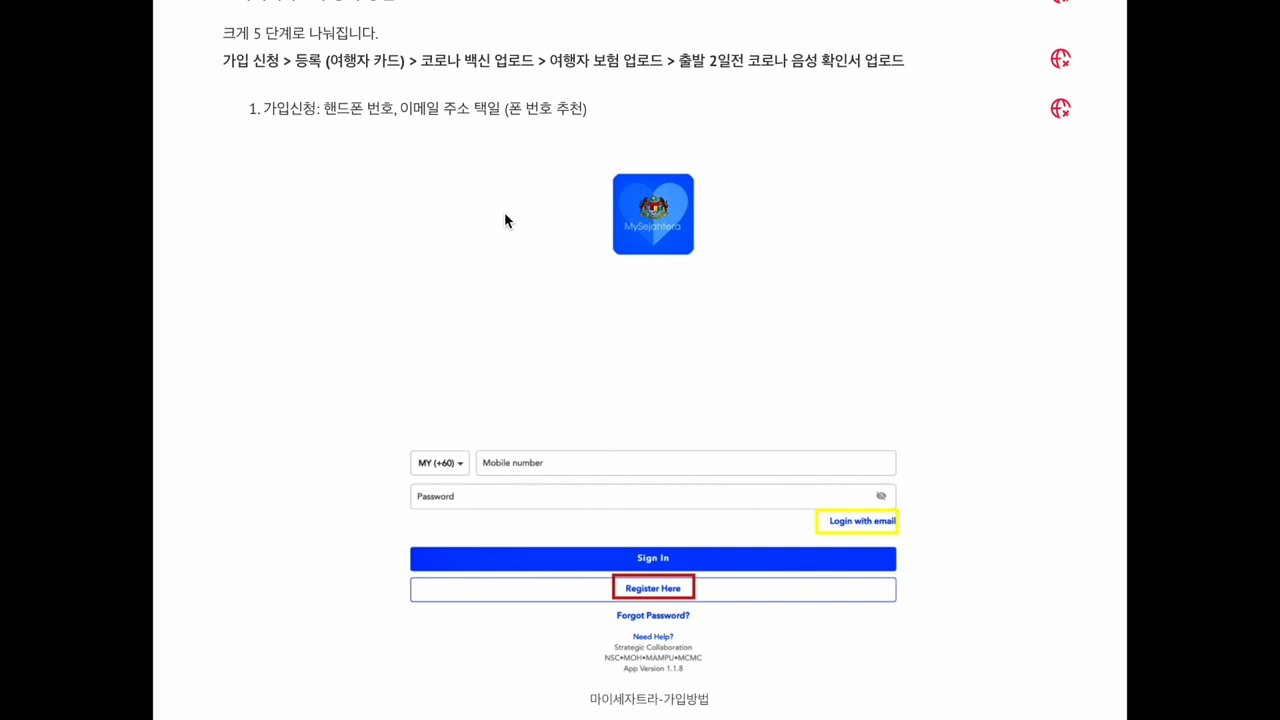 크게 5 단계로 나눠집니다.
가입 신청 > 등록 (여행자 카드) > 코로나 백신 업로드 > 여행자 보험 업로드 > 출발 2일전 코로나 음성 확인서 업로드
1. 가입신청: 핸드폰 번호, 이메일 주소 택일 (폰 번호 추천)
MySejahtera
MY (+60) Mobile number
Password
Login with email
Sign In
Register Here
Forgot Password?
Need Help?
Strategic Collaboration
NSC•MOH•MAMPU•MCMC
App Version 1.1.8
마이세자트라-가입방법